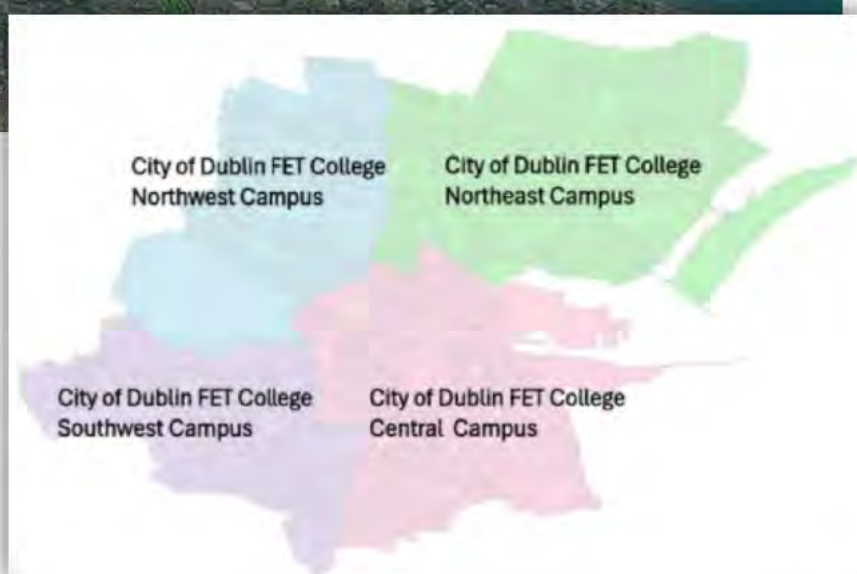 City of Dublin FET College
Northwest Campus
City of Dublin FET College
Northeast Campus
City of Dublin FET College
Southwest Campus
City of Dublin FET College
Central Campus